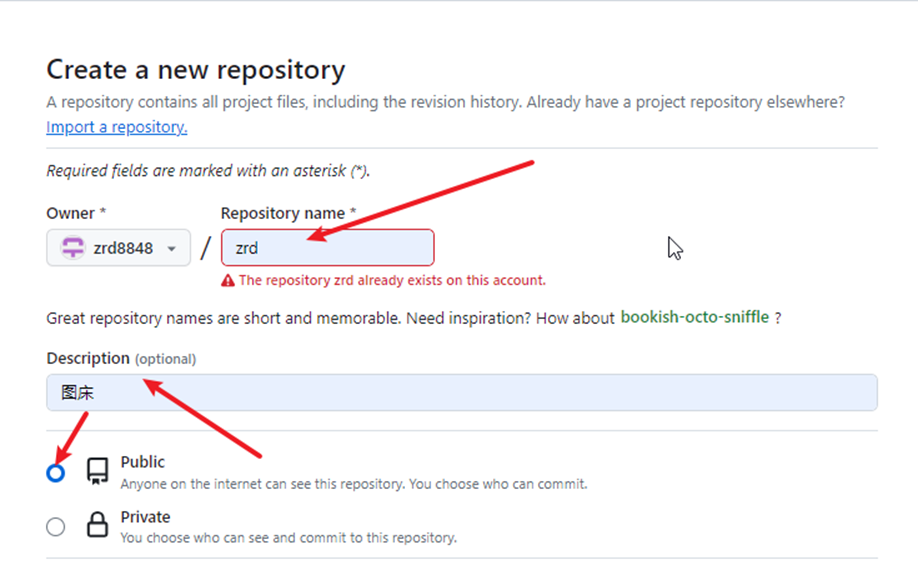 Create a new repository
A repository contains all project files, including the revision history. Already have a project repository elsewhere?
Import a repository.
Required fields are marked with an asterisk (*).
Owner * Repository name *
zrd8848 / zrd
The repository zrd already exists on this account.
Great repository names are short and memorable. Need inspiration? How about bookish-octo-sniffle ?
Description (optional)
图床
Public
Anyone on the internet can see this repository. You choose who can commit.
Private
You choose who can see and commit to this repository.